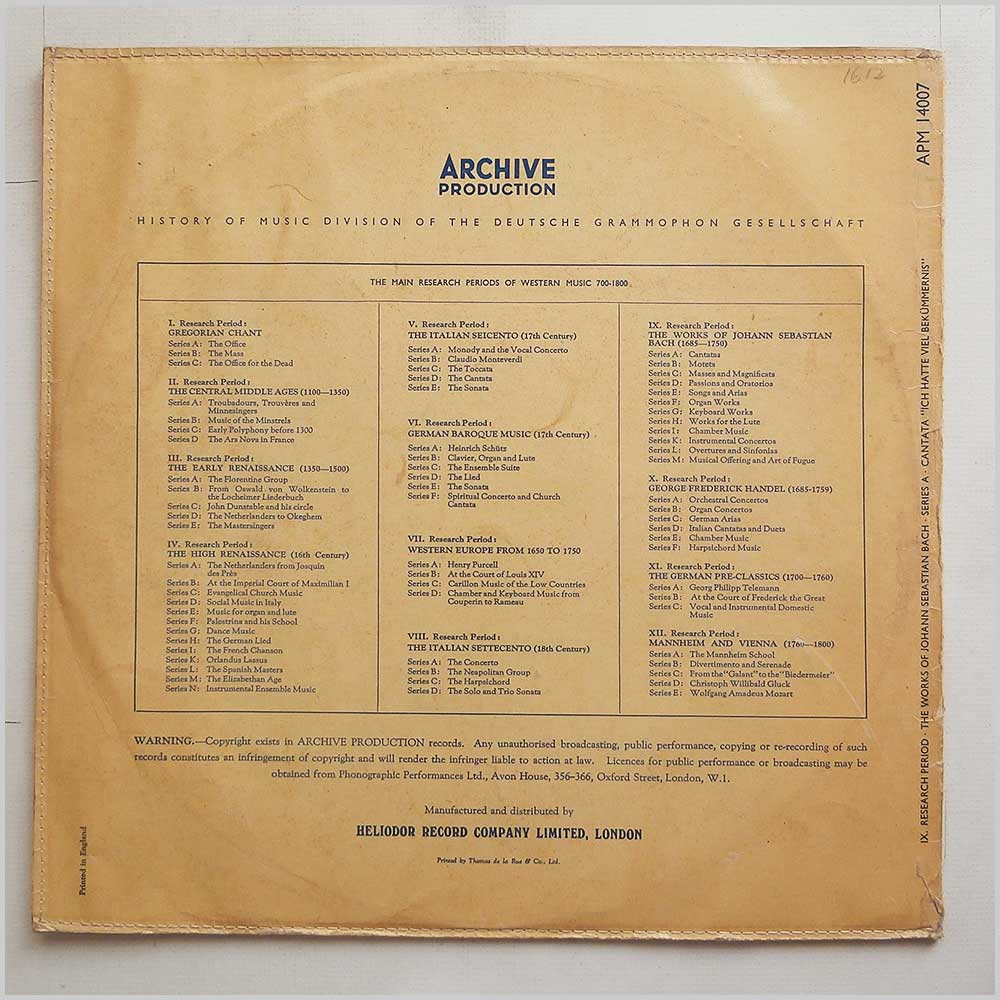 1612
ARCHIVE
PRODUCTION
HISTORY OF MUSIC DIVISION OF THE DEUTSCHE GRAMMOPHON GESELLSCHAFT
THE MAIN RESEARCH PERIODS OF WESTERN MUSIC 700-1800
I. Research Period:
GREGORIAN CHANT
Series A: The Office
Series B: The Mass
Series C: The Office for the Dead
II. Research Period:
THE CENTRAL MIDDLE AGES (1100—1350)
Series A: Troubadours, Trouvères and
Minnesingers
Series B: Music of the Minstrels
Series C: Early Polyphony before 1300
Series D The Ars Nova in France
III. Research Period:
THE EARLY RENAISSANCE (1350—1500)
Series A: The Florentine Group
Series B: From Oswald von Wolkenstein to
the Locheimer Liederbuch
Series C: John Dunstable and his circle
Series D: The Netherlanders to Okeghem
Series E: The Mastersingers
IV. Research Period:
THE HIGH RENAISSANCE (16th Century)
Series A: The Netherlanders from Josquin
des Près
Series B: At the Imperial Court of Maximilian I
Series C: Evangelical Church Music
Series D: Social Music in Italy
Series E: Music for organ and lute
Series F: Palestrina and his School
Series G: Dance Music
Series H: The German Lied
Series I: The French Chanson
Series K: Orlandus Lassus
Series L: The Spanish Masters
Series M: The Elizabethan Age
Series N: Instrumental Ensemble Music
V. Research Period:
THE ITALIAN SEICENTO (17th Century)
Series A: Monody and the Vocal Concerto
Series B: Claudio Monteverdi
Series C: The Toccata
Series D: The Cantata
Series E: The Sonata
VI. Research Period:
GERMAN BAROQUE MUSIC (17th Century)
Series A: Heinrich Schütz
Series B: Clavier, Organ and Lute
Series C: The Ensemble Suite
Series D: The Lied
Series E: The Sonata
Series F: Spiritual Concerto and Church
Cantata
VII. Research Period:
WESTERN EUROPE FROM 1650 TO 1750
Series A: Henry Purcell
Series B: At the Court of Louis XIV
Series C: Carillon Music of the Low Countries
Series D: Chamber and Keyboard Music from
Couperin to Rameau
VIII. Research Period:
THE ITALIAN SETTECENTO (18th Century)
Series A: The Concerto
Series B: The Neapolitan Group
Series C: The Harpsichord
Series D: The Solo and Trio Sonata
IX. Research Period:
THE WORKS OF JOHANN SEBASTIAN
BACH (1685—1750)
Series A: Cantatas
Series B: Motets
Series C: Masses and Magnificats
Series D: Passions and Oratorios
Series E: Songs and Arias
Series F: Organ Works
Series G: Keyboard Works
Series H: Works for the Lute
Series I: Chamber Music
Series K: Instrumental Concertos
Series L: Overtures and Sinfonias
Series M: Musical Offering and Art of Fugue
X. Research Period:
GEORGE FREDERICK HANDEL (1685-1759)
Series A: Orchestral Concertos
Series B: Organ Concertos
Series C: German Arias
Series D: Italian Cantatas and Duets
Series E: Chamber Music
Series F: Harpsichord Music
XI. Research Period:
THE GERMAN PRE-CLASSICS (1700—1760)
Series A: Georg Philipp Telemann
Series B: At the Court of Frederick the Great
Series C: Vocal and Instrumental Domestic
Music
XII. Research Period:
MANNHEIM AND VIENNA (1760—1800)
Series A: The Mannheim School
Series B: Divertimento and Serenade
Series C: From the "Galant" to the "Biedermeier"
Series D: Christoph Willibald Gluck
Series E: Wolfgang Amadeus Mozart
WARNING.—Copyright exists in ARCHIVE PRODUCTION records. Any unauthorised broadcasting, public performance, copying or re-recording of such
records constitutes an infringement of copyright and will render the infringer liable to action at law. Licences for public performance or broadcasting may be
obtained from Phonographic Performances Ltd., Avon House, 356-366, Oxford Street, London, W.1.
Manufactured and distributed by
HELIODOR RECORD COMPANY LIMITED, LONDON
Printed by Thomas de la Rue & Co., Ltd.
Printed in England
IX. RESEARCH PERIOD · THE WORKS OF JOHANN SEBASTIAN BACH · SERIES A · CANTATA "ICH HATTE VIEL BEKÜMMERNIS"
APM 14007